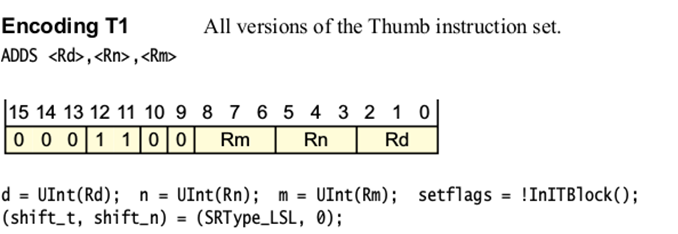 Encoding T1 All versions of the Thumb instruction set.
ADDS <Rd>,<Rn>,<Rm>
15 14 13 12 11 10 9 8 7 6 5 4 3 2 1 0
0 0 0 1 1 0 0 Rm Rn Rd
d = UInt(Rd); n = UInt(Rn); m = UInt(Rm); setflags = !InITBlock();
(shift_t, shift_n) = (SRType_LSL, 0);